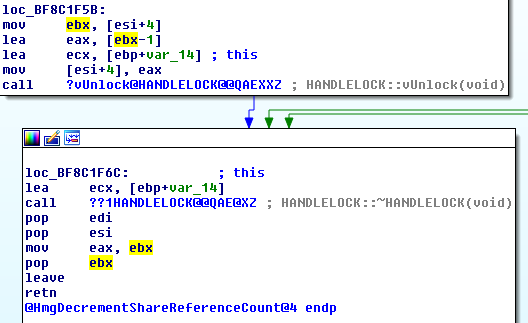 loc_BF8C1F5B:
mov ebx, [esi+4]
lea eax, [ebx-1]
lea ecx, [ebp+var_14] ; this
mov [esi+4], eax
call ?vUnlock@HANDLELOCK@@QAEXXZ ; HANDLELOCK::vUnlock(void)
loc_BF8C1F6C: ; this
lea ecx, [ebp+var_14]
call ??1HANDLELOCK@@QAE@XZ ; HANDLELOCK::~HANDLELOCK(void)
pop edi
pop esi
mov eax, ebx
pop ebx
leave
retn
@HmgDecrementShareReferenceCount@4 endp